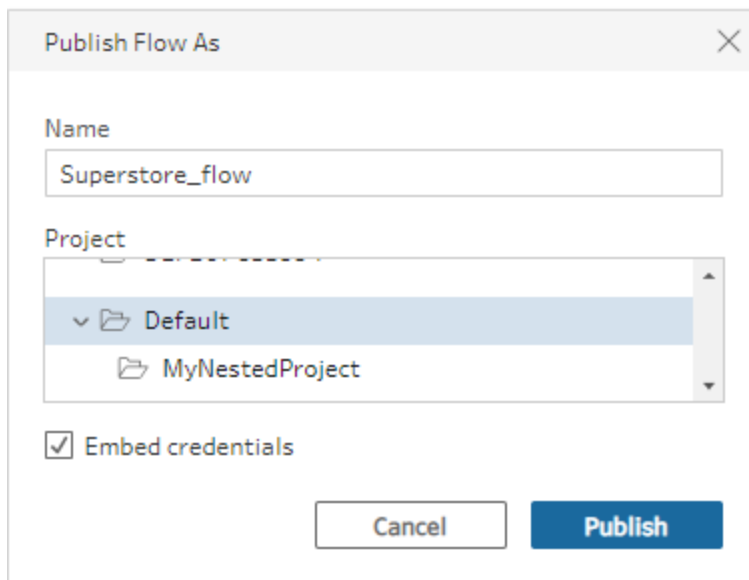 Publish Flow As
Name
Superstore_flow
Project
Default
MyNestedProject
Embed credentials
Cancel
Publish